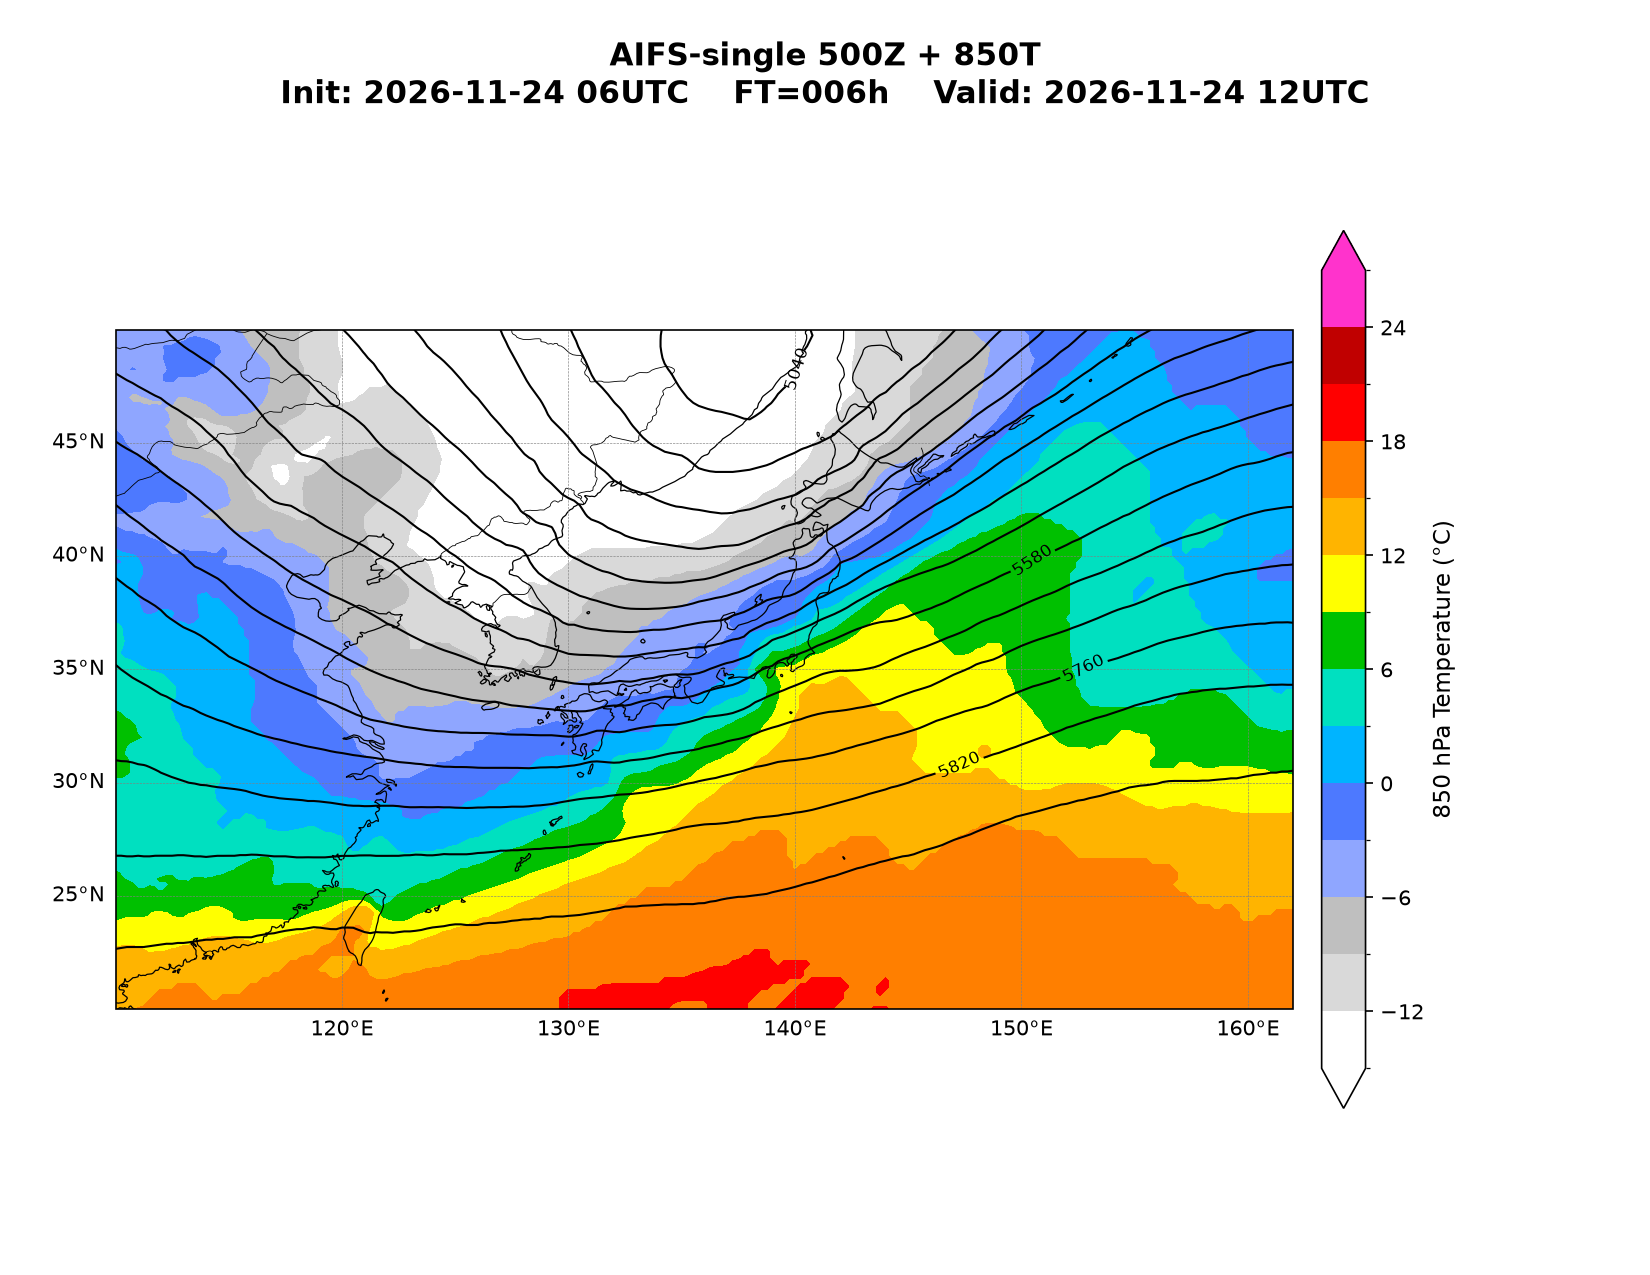 AIFS-single 500Z + 850T
Init: 2026-11-24 06UTC    FT=006h    Valid: 2026-11-24 12UTC
5040
45°N
40°N
35°N
30°N
25°N
5580
5760
5820
120°E
130°E
140°E
150°E
160°E
24
18
12
6
0
−6
−12
850 hPa Temperature (°C)